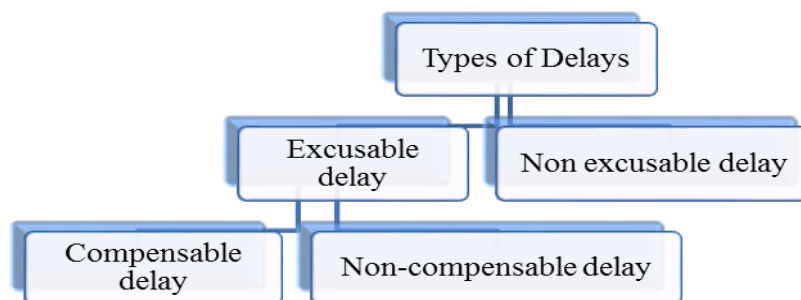 Types of Delays
Excusable
delay
Non excusable delay
Compensable
delay
Non-compensable delay